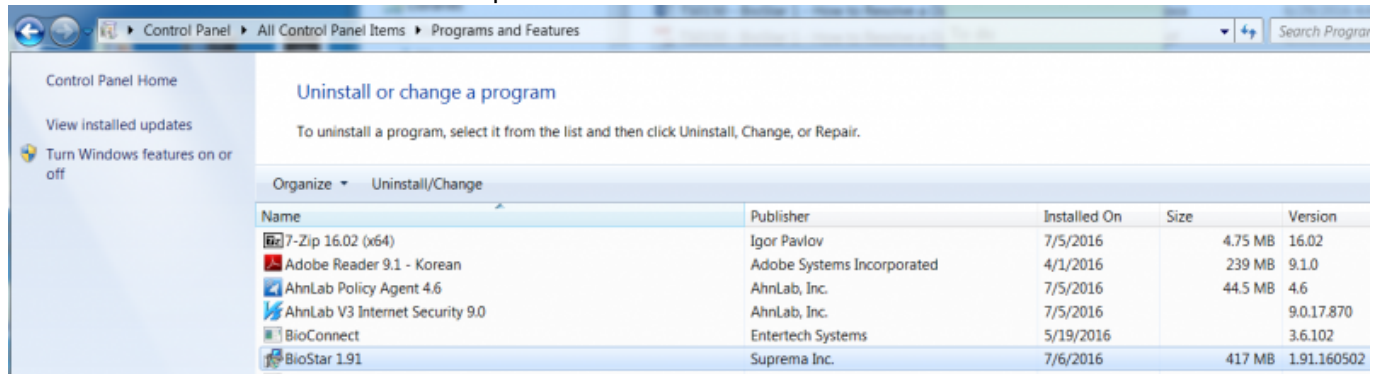 Control Panel ▸ All Control Panel Items ▸ Programs and Features
Search Progra
Control Panel Home
View installed updates
Turn Windows features on or
off
Uninstall or change a program
To uninstall a program, select it from the list and then click Uninstall, Change, or Repair.
Organize Uninstall/Change
Name Publisher Installed On Size Version
7-Zip 16.02 (x64) Igor Pavlov 7/5/2016 4.75 MB 16.02
Adobe Reader 9.1 - Korean Adobe Systems Incorporated 4/1/2016 239 MB 9.1.0
AhnLab Policy Agent 4.6 AhnLab, Inc. 7/5/2016 44.5 MB 4.6
AhnLab V3 Internet Security 9.0 AhnLab, Inc. 7/5/2016 9.0.17.870
BioConnect Entertech Systems 5/19/2016 3.6.102
BioStar 1.91 Suprema Inc. 7/6/2016 417 MB 1.91.160502